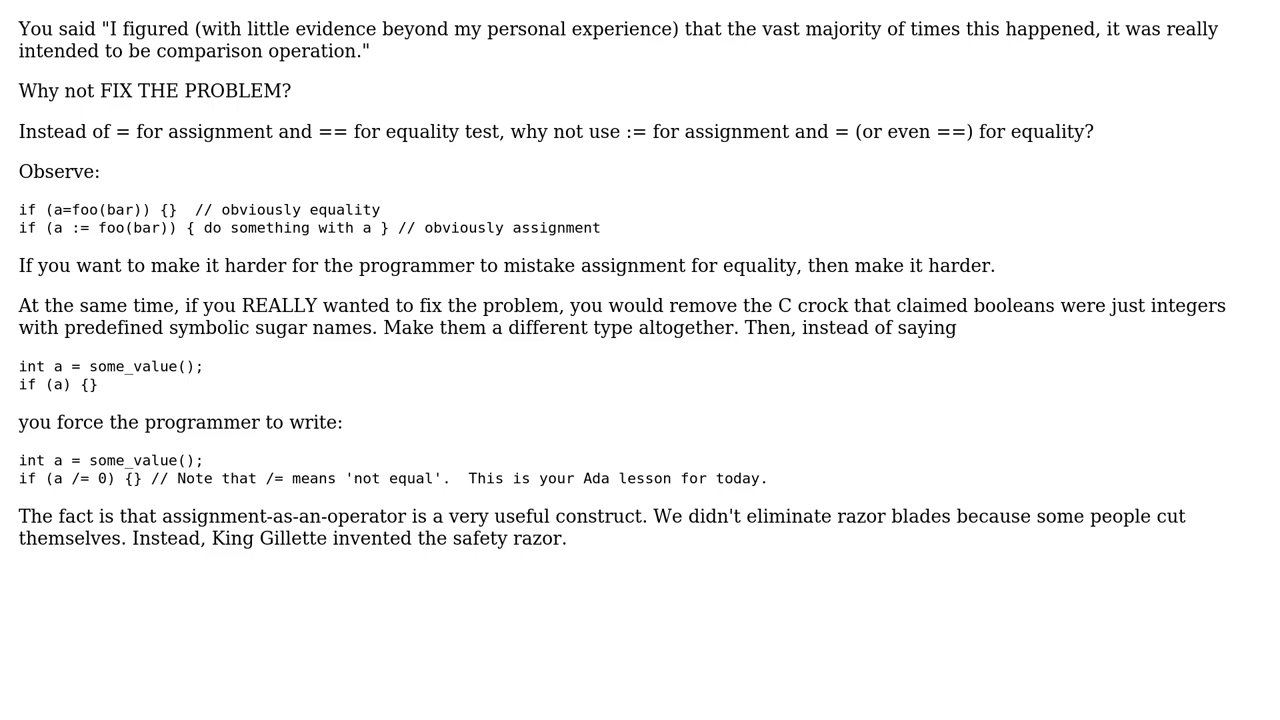 You said "I figured (with little evidence beyond my personal experience) that the vast majority of times this happened, it was really
intended to be comparison operation."
Why not FIX THE PROBLEM?
Instead of = for assignment and == for equality test, why not use := for assignment and = (or even ==) for equality?
Observe:
if (a=foo(bar)) {}  // obviously equality
if (a := foo(bar)) { do something with a } // obviously assignment
If you want to make it harder for the programmer to mistake assignment for equality, then make it harder.
At the same time, if you REALLY wanted to fix the problem, you would remove the C crock that claimed booleans were just integers
with predefined symbolic sugar names. Make them a different type altogether. Then, instead of saying
int a = some_value();
if (a) {}
you force the programmer to write:
int a = some_value();
if (a /= 0) {} // Note that /= means 'not equal'.  This is your Ada lesson for today.
The fact is that assignment-as-an-operator is a very useful construct. We didn't eliminate razor blades because some people cut
themselves. Instead, King Gillette invented the safety razor.